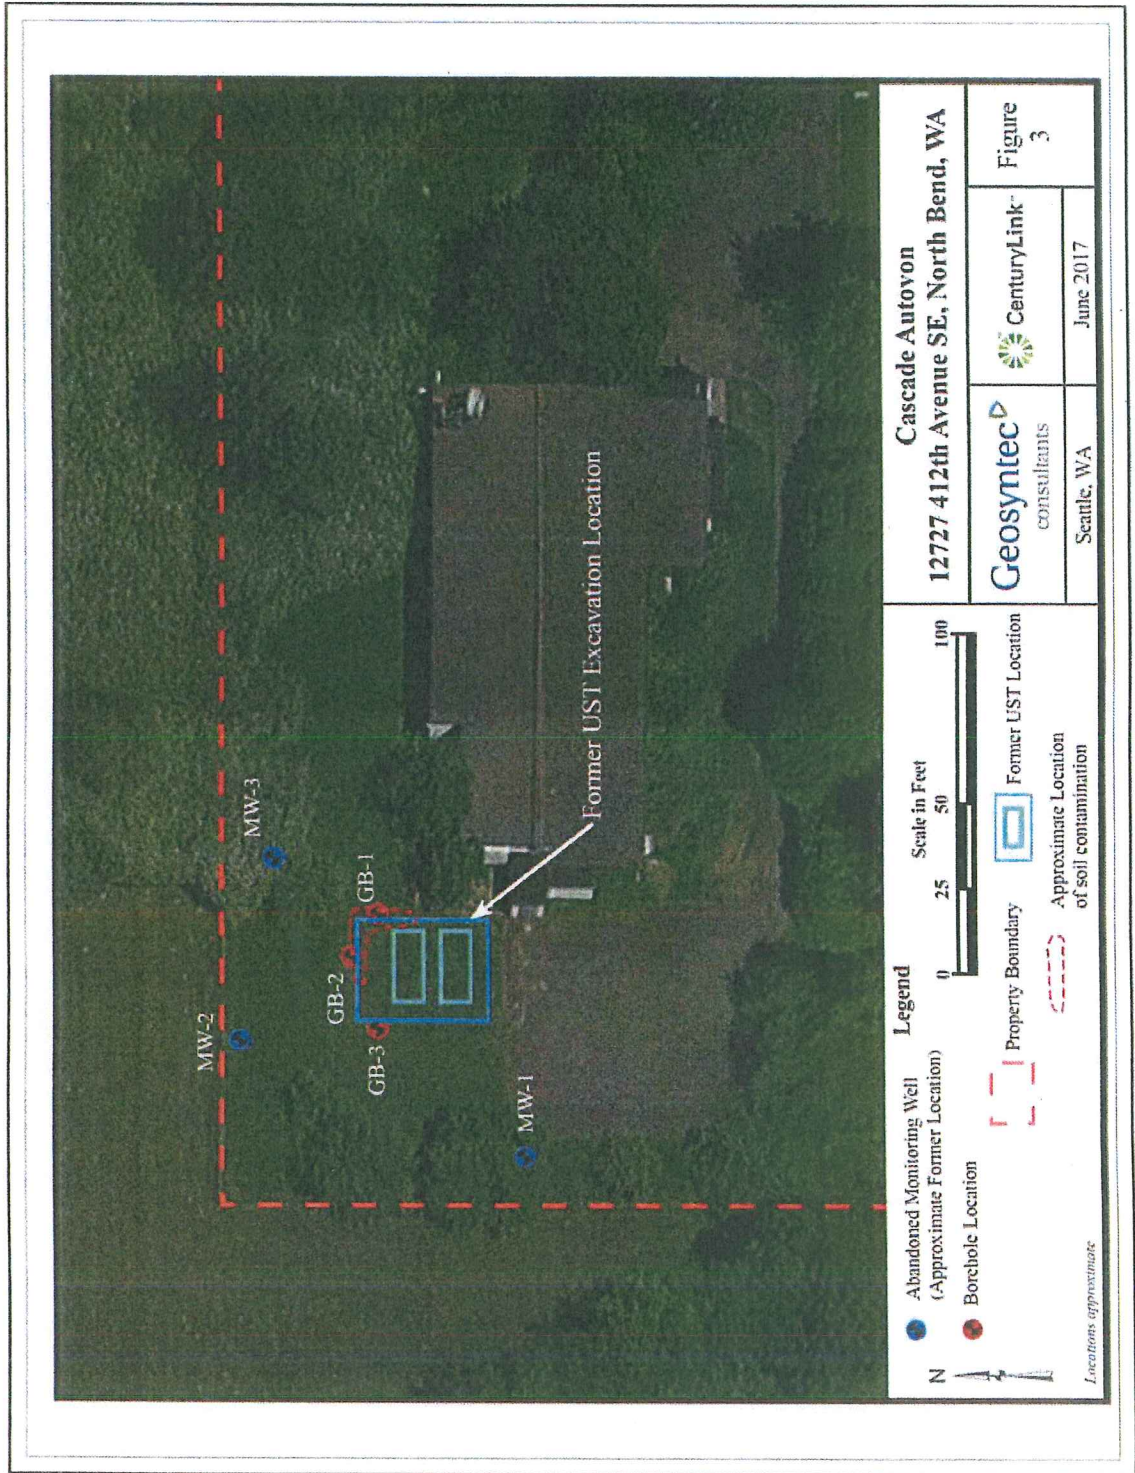 MW-2
MW-3
GB-2
GB-1
GB-3
MW-1
Former UST Excavation Location
Legend
Abandoned Monitoring Well
(Approximate Former Location)
Borehole Location
N
Locations approximate
Scale in Feet
0 25 50 100
Property Boundary
Former UST Location
Approximate Location
of soil contamination
Cascade Autovon
12727 412th Avenue SE, North Bend, WA
Geosyntec
consultants
CenturyLink
Figure
3
Seattle, WA
June 2017